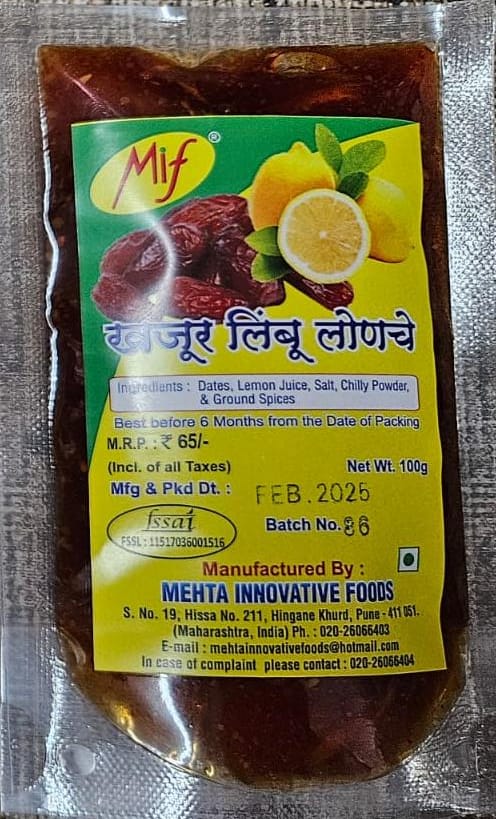 Mif®
खजूर लिंबू लोणचे
Ingredients : Dates, Lemon Juice, Salt, Chilly Powder,
& Ground Spices
Best before 6 Months from the Date of Packing
M.R.P. : ₹ 65/-
(Incl. of all Taxes) Net Wt. 100g
Mfg & Pkd Dt. : FEB. 2025
fssai Batch No. 86
FSSL : 11517036001516
Manufactured By :
MEHTA INNOVATIVE FOODS
S. No. 19, Hissa No. 211, Hingane Khurd, Pune - 411 051.
(Maharashtra, India) Ph. : 020-26066403
E-mail : mehtainnovativefoods@hotmail.com
In case of complaint please contact : 020-26066404